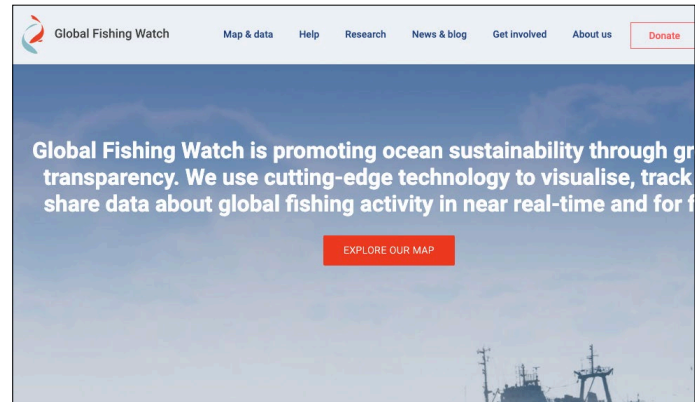 Global Fishing Watch
Map & data
Help
Research
News & blog
Get involved
About us
Donate
Global Fishing Watch is promoting ocean sustainability through gr
transparency. We use cutting-edge technology to visualise, track
share data about global fishing activity in near real-time and for f
EXPLORE OUR MAP